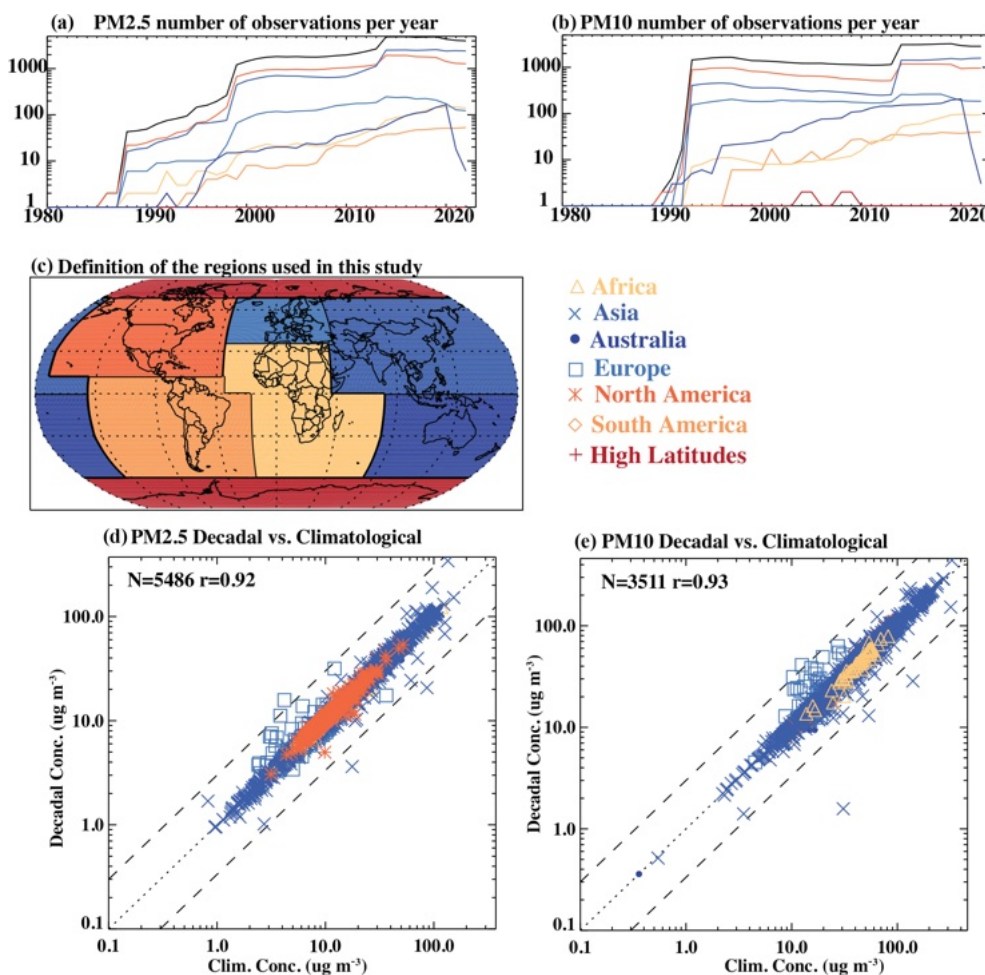 (a) PM2.5 number of observations per year
1000
100
10
1
1980 1990 2000 2010 2020
(b) PM10 number of observations per year
1000
100
10
1
1980 1990 2000 2010 2020
(c) Definition of the regions used in this study
Africa
Asia
Australia
Europe
North America
South America
High Latitudes
(d) PM2.5 Decadal vs. Climatological
N=5486 r=0.92
Decadal Conc. (ug m⁻³)
100.0
10.0
1.0
0.1
0.1 1.0 10.0 100.0
Clim. Conc. (ug m⁻³)
(e) PM10 Decadal vs. Climatological
N=3511 r=0.93
Decadal Conc. (ug m⁻³)
100.0
10.0
1.0
0.1
0.1 1.0 10.0 100.0
Clim. Conc. (ug m⁻³)